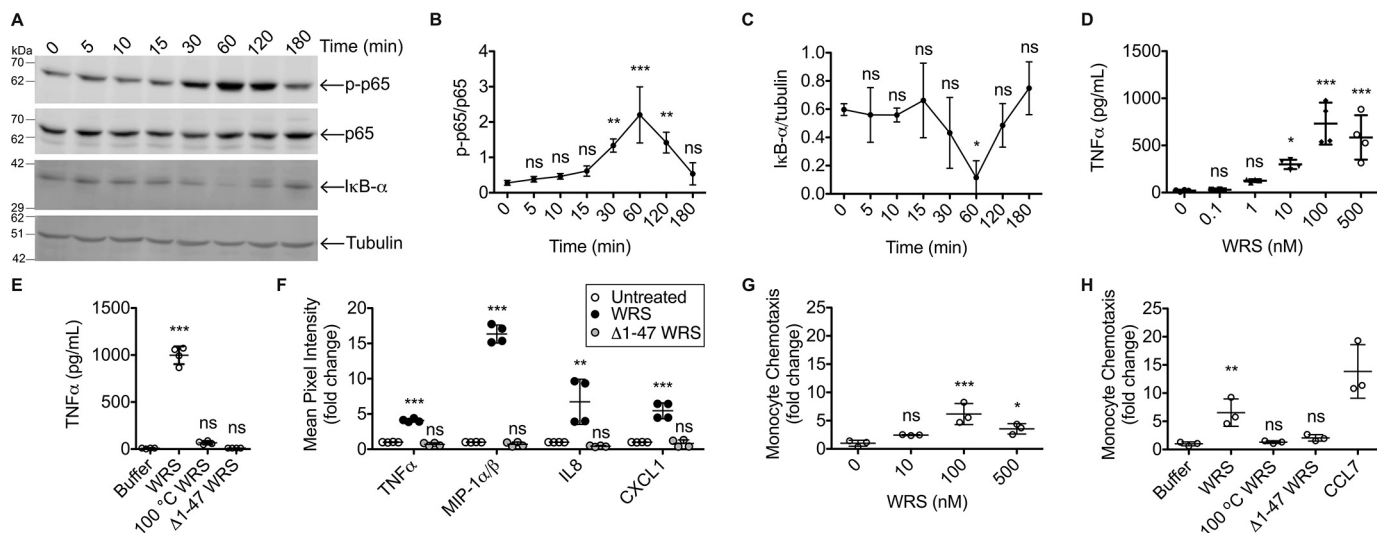 A
0 5 10 15 30 60 120 180 Time (min)
kDa
70
62
p-p65
70
62
p65
42
29
IκB-α
62
51
42
Tubulin
B
p-p65/p65
4
3
2
1
0
ns ns ns ** *** ** ns
0 5 10 15 30 60 120 180
Time (min)
C
IκB-α/tubulin
1.0
0.8
0.6
0.4
0.2
0.0
ns ns ns ns * ns ns
0 5 10 15 30 60 120 180
Time (min)
D
TNFα (pg/mL)
1500
1000
500
0
ns ns * *** ***
0 0.1 1 10 100 500
WRS (nM)
E
TNFα (pg/mL)
1500
1000
500
0
*** ns ns
Buffer WRS 100 °C WRS Δ1-47 WRS
F
Mean Pixel Intensity
(fold change)
20
15
10
5
0
Untreated
WRS
Δ1-47 WRS
*** ns *** ns ** ns *** ns
TNFα MIP-1α/β IL8 CXCL1
G
Monocyte Chemotaxis
(fold change)
25
20
15
10
5
0
ns *** *
0 10 100 500
WRS (nM)
H
Monocyte Chemotaxis
(fold change)
25
20
15
10
5
0
** ns ns
Buffer WRS 100 °C WRS Δ1-47 WRS CCL7